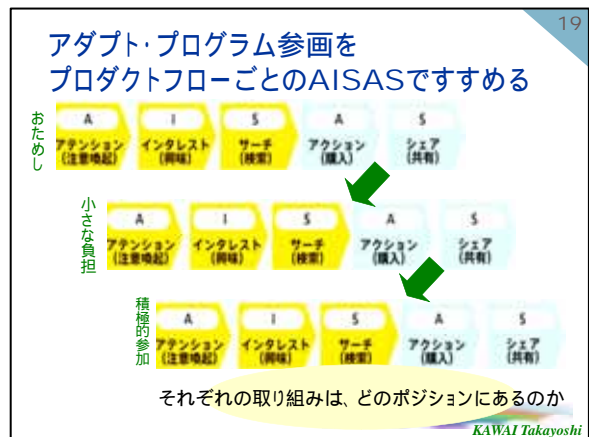 19
アダプト・プログラム参画を
プロダクトフローごとのAISASですすめる
おためし
A I S A S
アテンション インタレスト サーチ アクション シェア
(注意喚起) (興味) (検索) (購入) (共有)
小さな負担
A I S A S
アテンション インタレスト サーチ アクション シェア
(注意喚起) (興味) (検索) (購入) (共有)
積極的参加
A I S A S
アテンション インタレスト サーチ アクション シェア
(注意喚起) (興味) (検索) (購入) (共有)
それぞれの取り組みは、どのポジションにあるのか
KAWAI Takayoshi